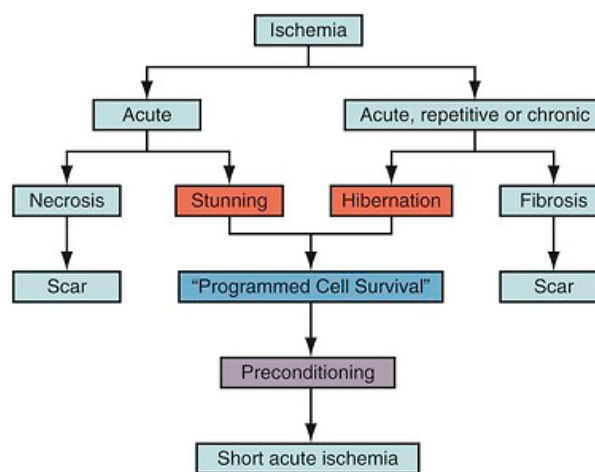 Ischemia
Acute
Acute, repetitive or chronic
Necrosis
Stunning
Hibernation
Fibrosis
Scar
“Programmed Cell Survival”
Scar
Preconditioning
Short acute ischemia